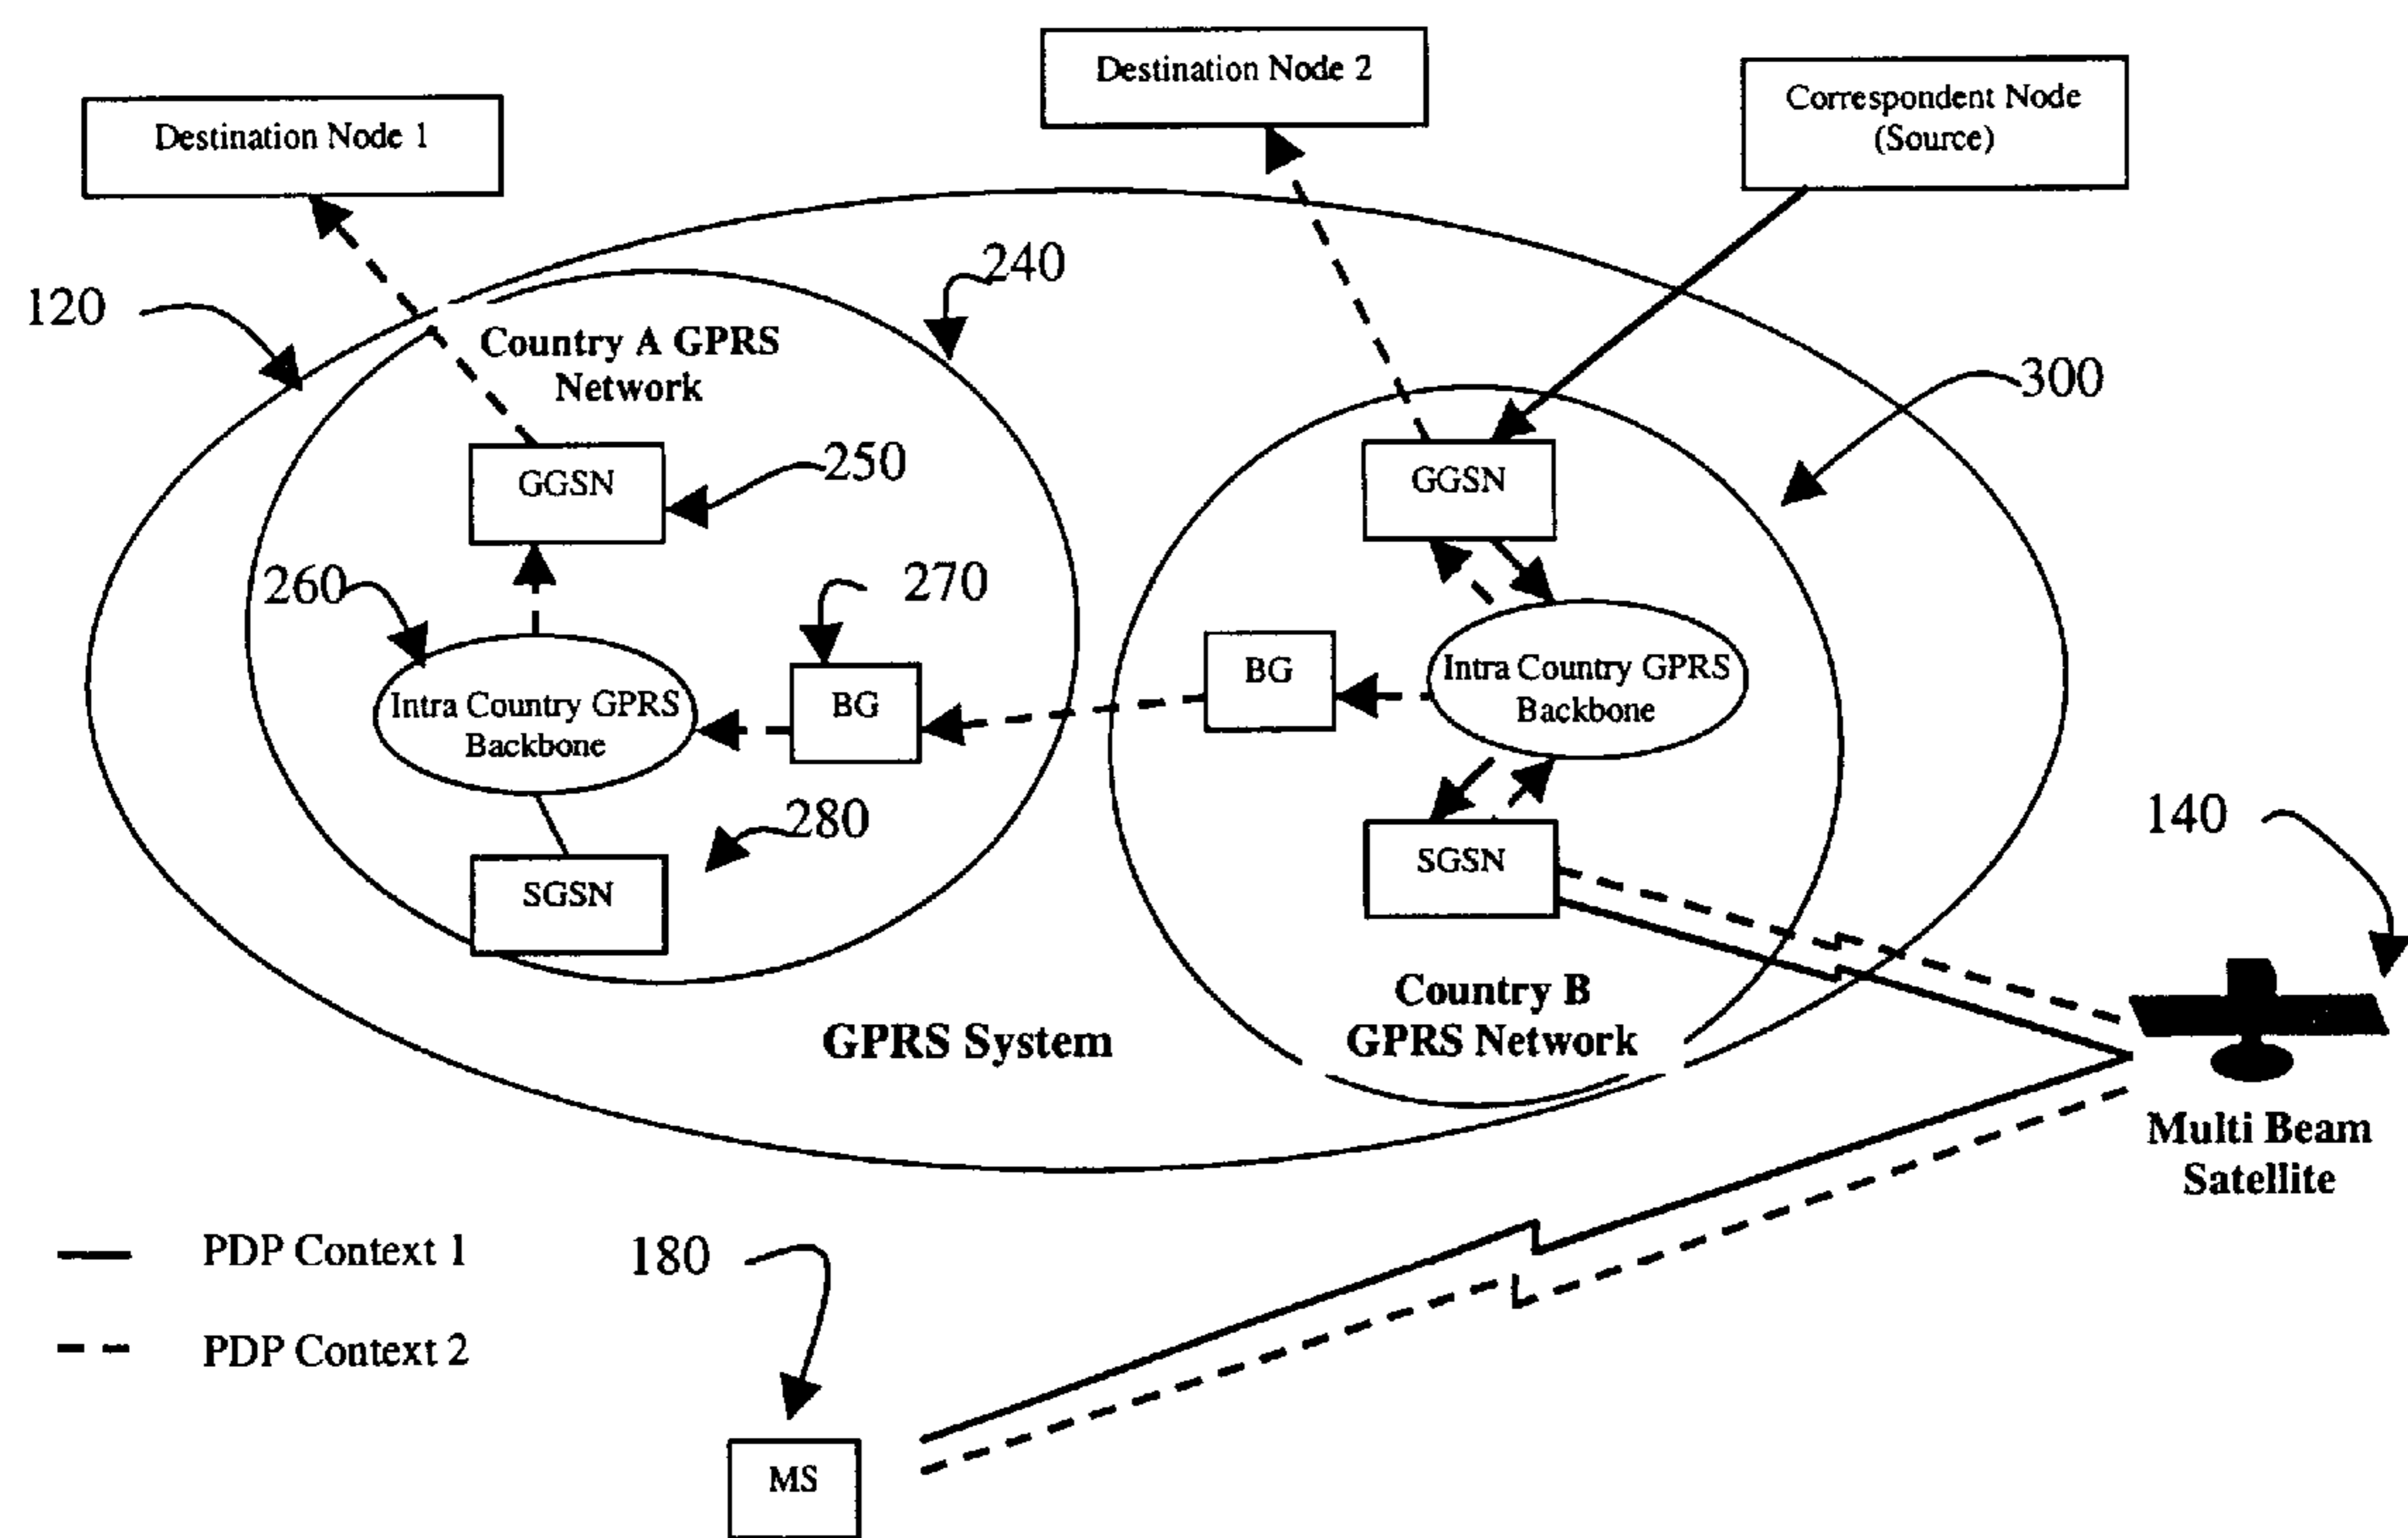 Destination Node 1
Destination Node 2
Correspondent Node
(Source)
120
240
Country A GPRS
Network
300
GGSN
250
GGSN
260
270
BG
Intra Country GPRS
Backbone
BG
Intra Country GPRS
Backbone
280
SGSN
SGSN
140
Country B
GPRS Network
GPRS System
Multi Beam
Satellite
PDP Context 1
180
PDP Context 2
MS